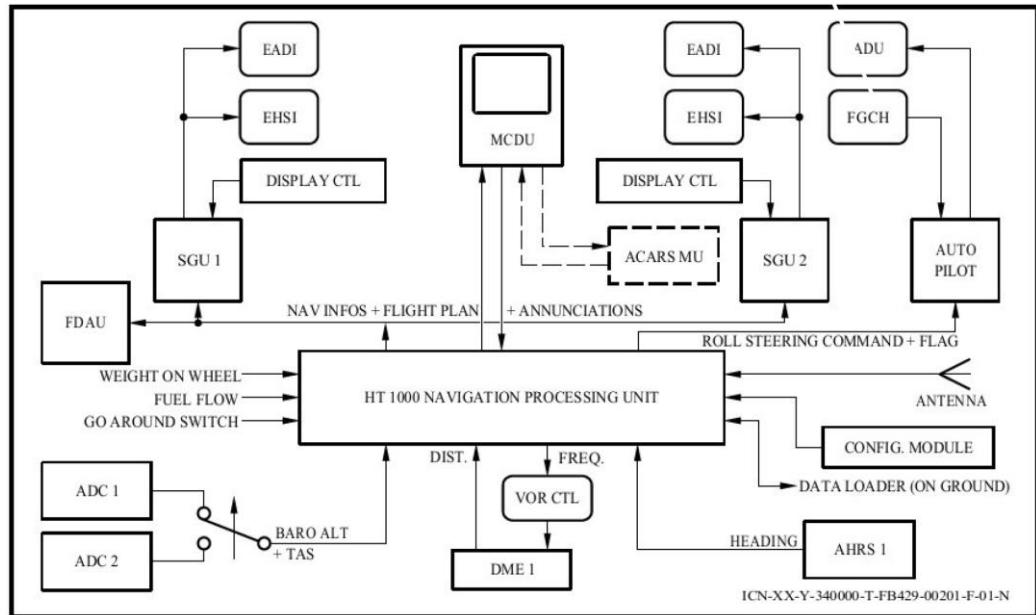 EADI
EADI
ADU
EHSI
EHSI
FGCH
MCDU
DISPLAY CTL
DISPLAY CTL
SGU 1
ACARS MU
SGU 2
AUTO
PILOT
FDAU
NAV INFOS + FLIGHT PLAN
+ ANNUNCIATIONS
ROLL STEERING COMMAND + FLAG
WEIGHT ON WHEEL
FUEL FLOW
GO AROUND SWITCH
HT 1000 NAVIGATION PROCESSING UNIT
ANTENNA
CONFIG. MODULE
DIST.
FREQ.
DATA LOADER (ON GROUND)
ADC 1
VOR CTL
BARO ALT
+ TAS
HEADING
AHRS 1
ADC 2
DME 1
ICN-XX-Y-340000-T-FB429-00201-F-01-N